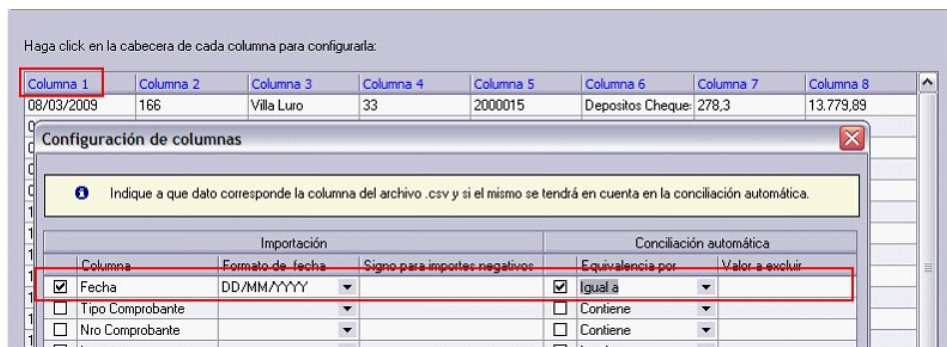 Haga click en la cabecera de cada columna para configurarla:
Columna 1 Columna 2 Columna 3 Columna 4 Columna 5 Columna 6 Columna 7 Columna 8
08/03/2009 166 Villa Luro 33 2000015 Depositos Cheque: 278,3 13.779,89
Configuración de columnas
Indique a que dato corresponde la columna del archivo .csv y si el mismo se tendrá en cuenta en la conciliación automática.
Importación Conciliación automática
Columna Formato de fecha Signo para importes negativos Equivalencia por Valor a excluir
Fecha DD/MM/YYYY Igual a
Tipo Comprobante Contiene
Nro Comprobante Contiene